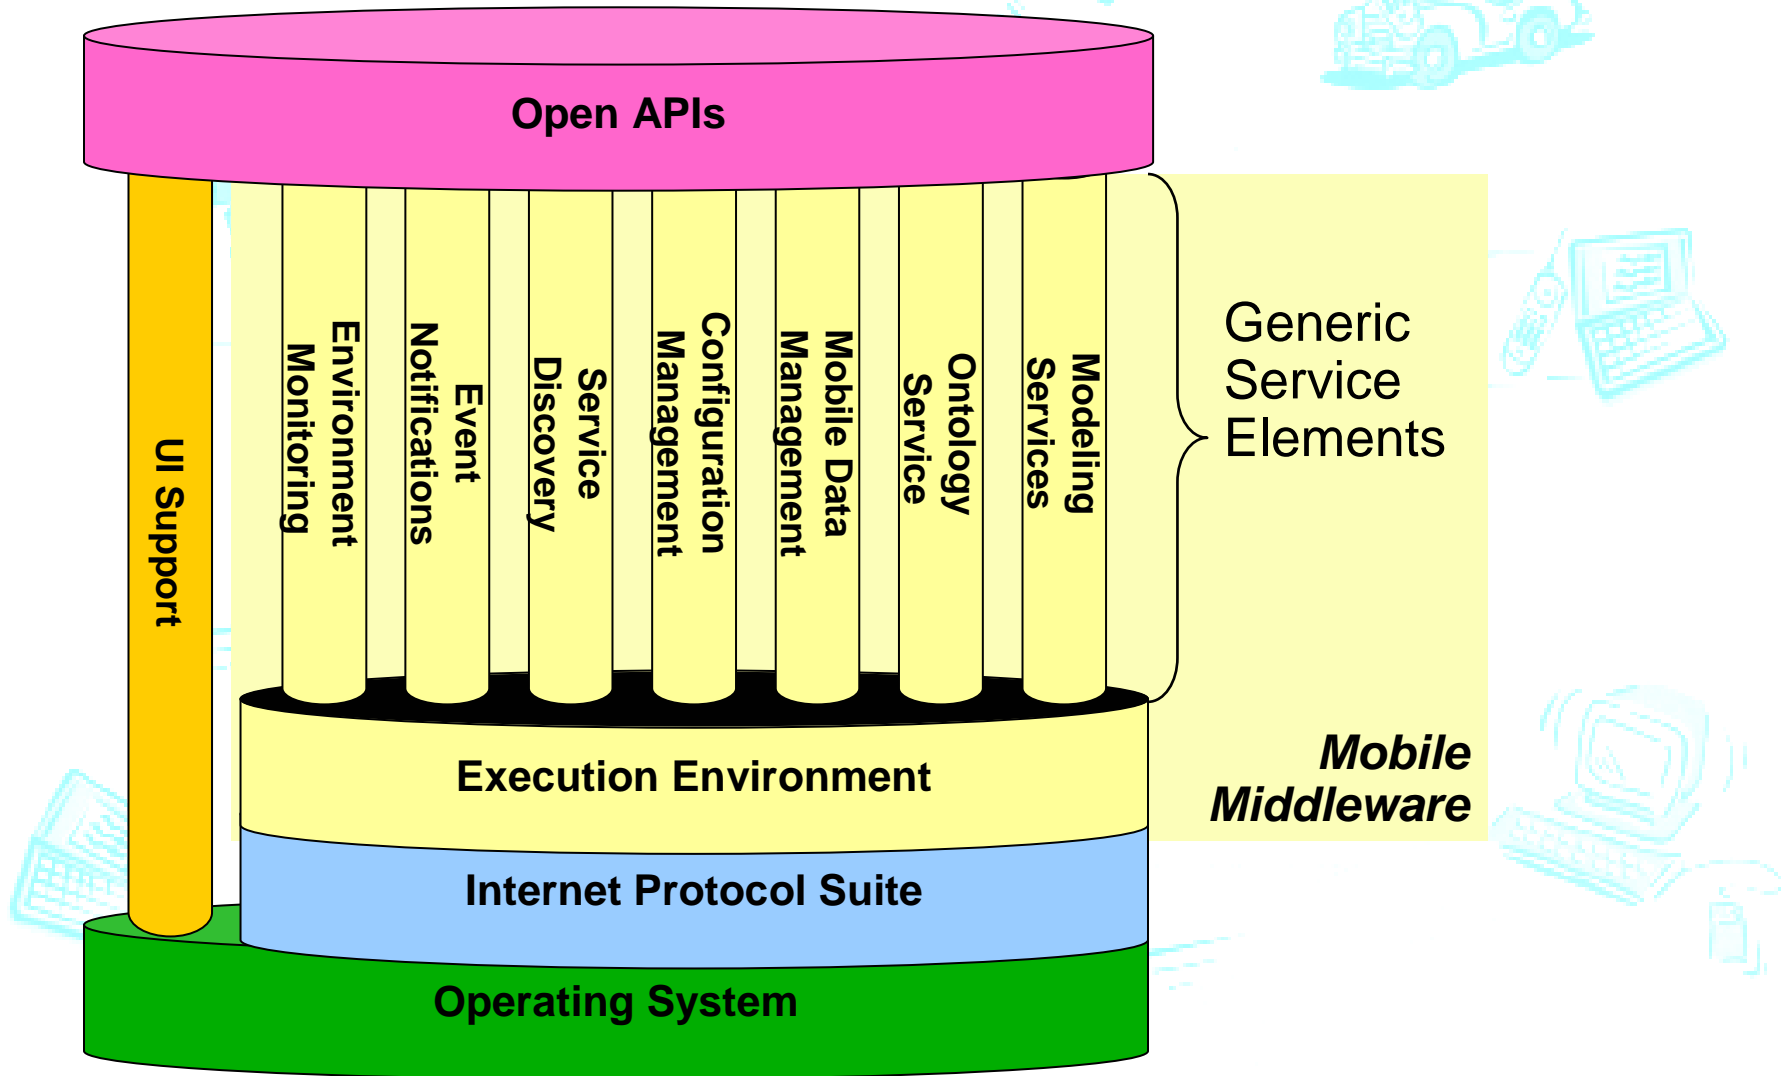 Open APIs
UI Support
Environment
Monitoring
Event
Notifications
Service
Discovery
Configuration
Management
Mobile Data
Management
Ontology
Service
Modeling
Services
Generic
Service
Elements
Mobile
Middleware
Execution Environment
Internet Protocol Suite
Operating System